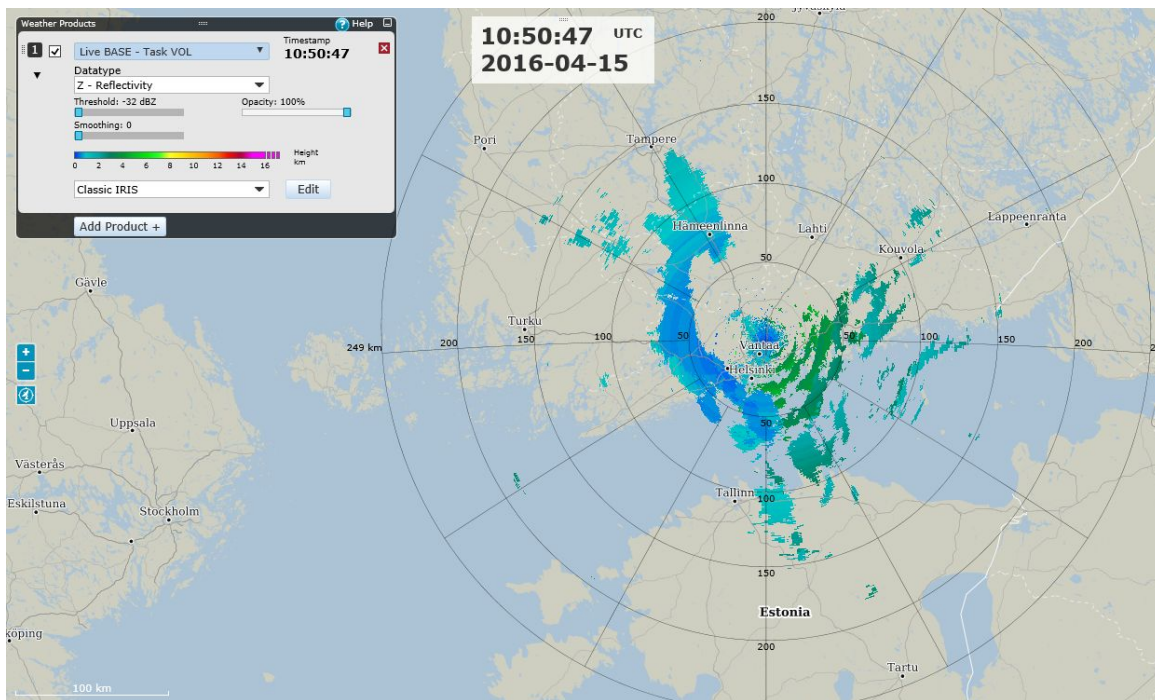 Weather Products
? Help
1
Live BASE - Task VOL
Timestamp
10:50:47
Datatype
Z - Reflectivity
Threshold: -32 dBZ
Opacity: 100%
Smoothing: 0
Height
km
0 2 4 6 8 10 12 14 16
Classic IRIS
Edit
Add Product +
10:50:47 UTC
2016-04-15
200
Jyväskylä
150
Pori
Tampere
100
Lappeenranta
Hämeenlinna
Lahti
Kouvola
50
Gävle
Turku
249 km
200
150
100
50
Vantaa
50
100
150
200
2
Helsinki
50
Uppsala
Västerås
Tallinn
100
Eskilstuna
Stockholm
150
Estonia
köping
200
Tartu
100 km
+
−